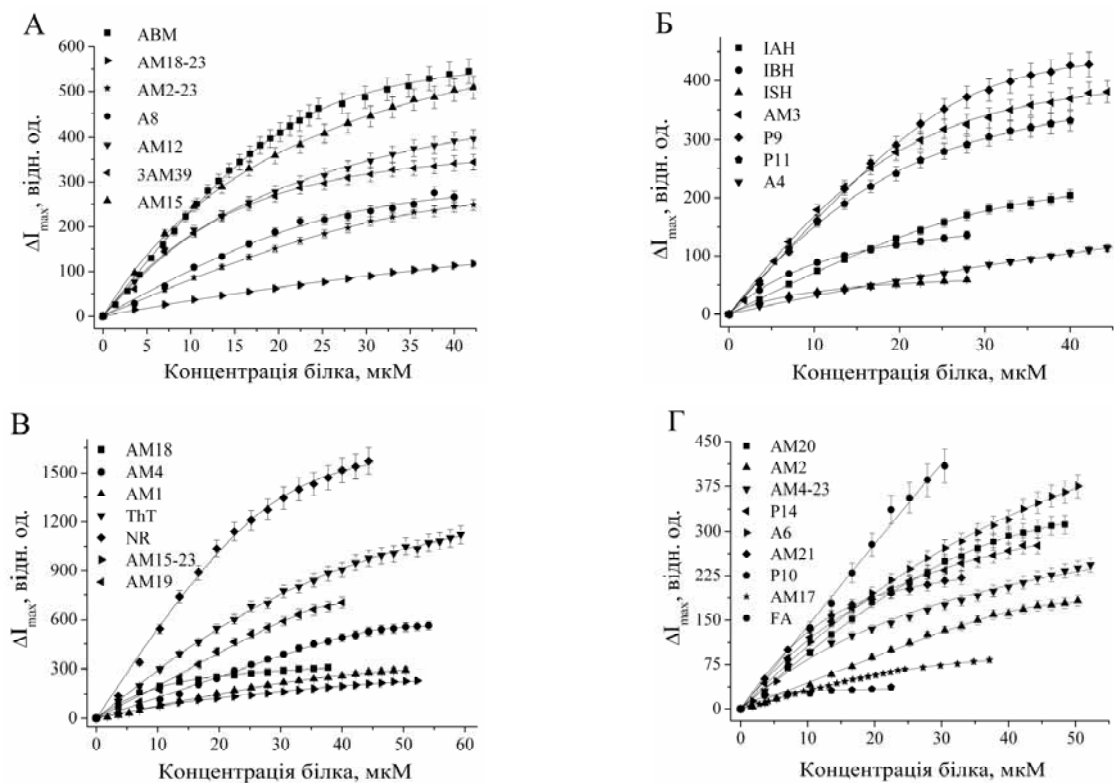 А
ABM
AM18-23
AM2-23
A8
AM12
3AM39
AM15
600
500
400
300
200
100
0
0 5 10 15 20 25 30 35 40
ΔImax, відн. од.
Концентрація білка, мкМ
Б
IAH
IBH
ISH
AM3
P9
P11
A4
400
300
200
100
0
0 10 20 30 40
ΔImax, відн. од.
Концентрація білка, мкМ
В
AM18
AM4
AM1
ThT
NR
AM15-23
AM19
1500
1200
900
600
300
0
0 10 20 30 40 50 60
ΔImax, відн. од.
Концентрація білка, мкМ
Г
AM20
AM2
AM4-23
P14
A6
AM21
P10
AM17
FA
450
375
300
225
150
75
0
0 10 20 30 40 50
ΔImax, відн. од.
Концентрація білка, мкМ